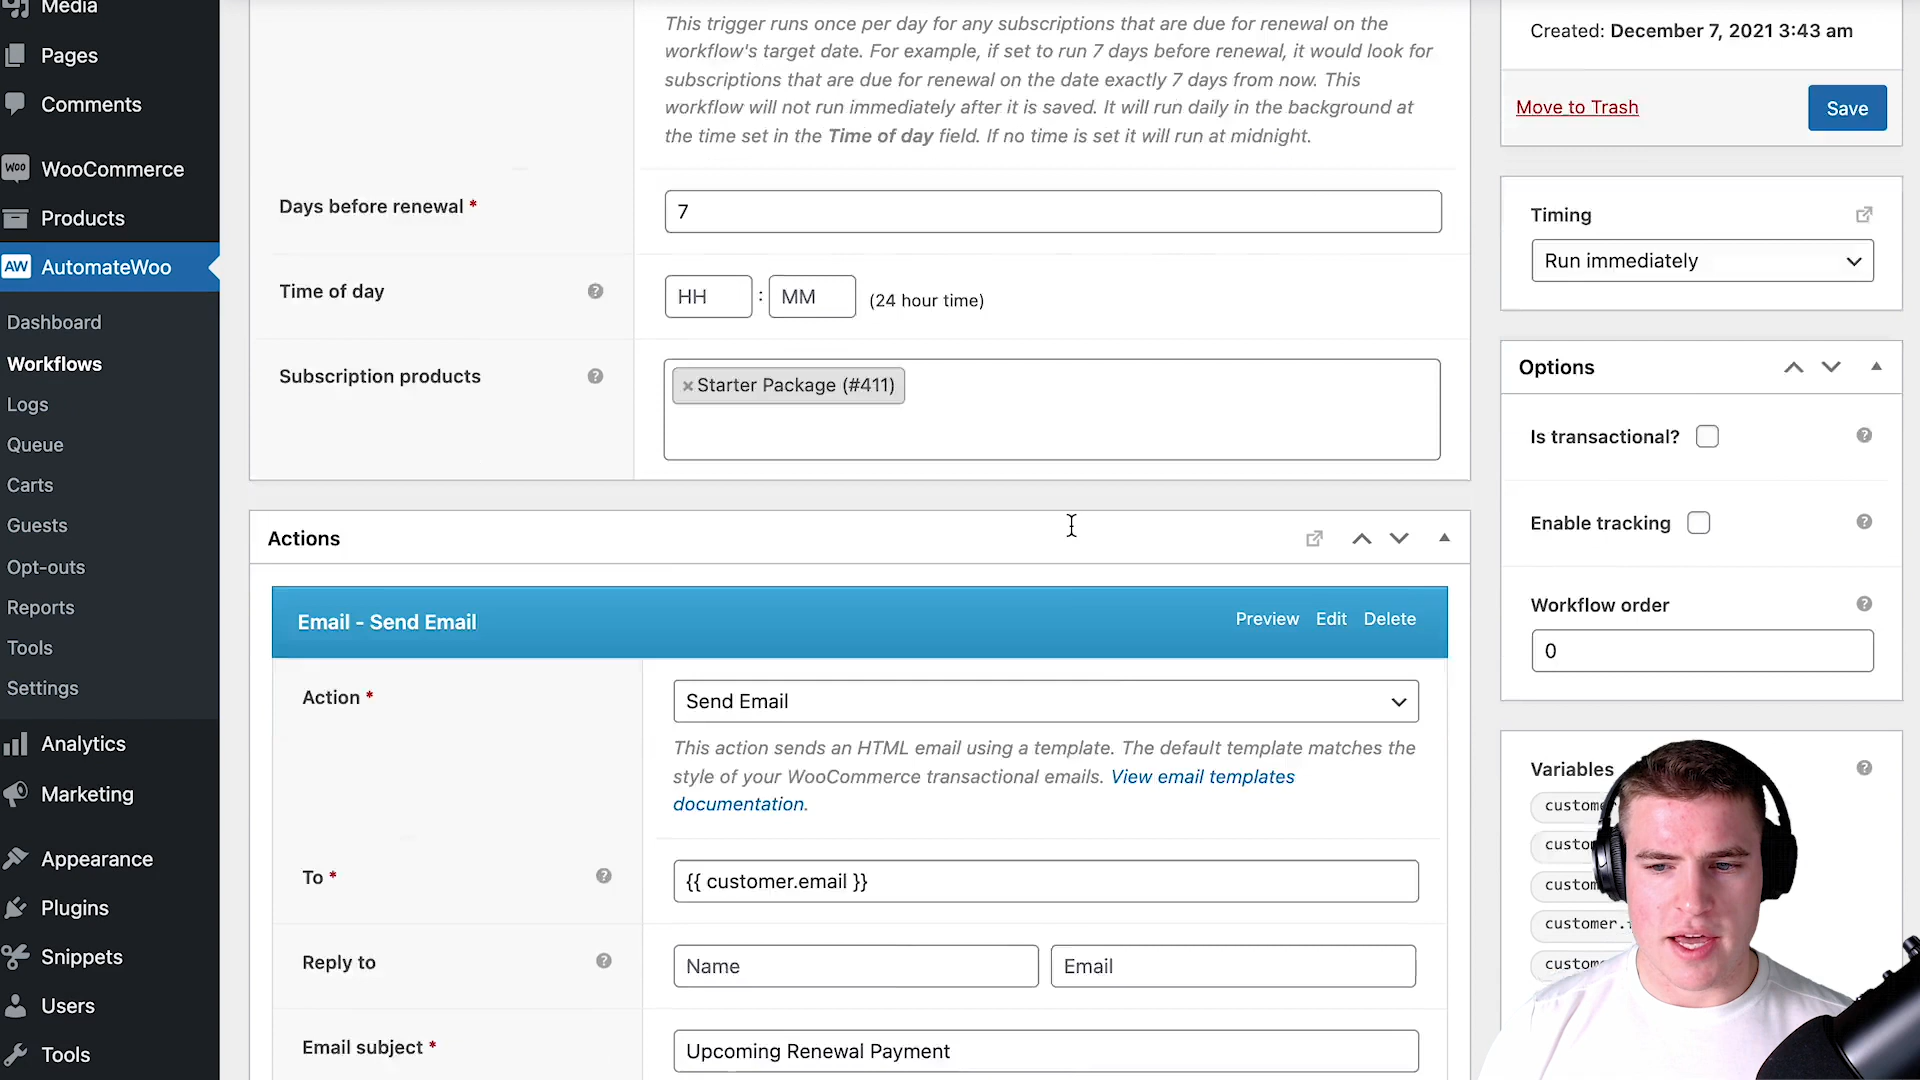 Media
Pages
Comments
Woo WooCommerce
Products
AW AutomateWoo
Dashboard
Workflows
Logs
Queue
Carts
Guests
Opt-outs
Reports
Tools
Settings
Analytics
Marketing
Appearance
Plugins
Snippets
Users
Tools
This trigger runs once per day for any subscriptions that are due for renewal on the
workflow's target date. For example, if set to run 7 days before renewal, it would look for
subscriptions that are due for renewal on the date exactly 7 days from now. This
workflow will not run immediately after it is saved. It will run daily in the background at
the time set in the Time of day field. If no time is set it will run at midnight.
Days before renewal *
7
Time of day
HH : MM (24 hour time)
Subscription products
×Starter Package (#411)
Actions
Email - Send Email
Preview Edit Delete
Action *
Send Email
This action sends an HTML email using a template. The default template matches the
style of your WooCommerce transactional emails. View email templates
documentation.
To *
{{ customer.email }}
Reply to
Name
Email
Email subject *
Upcoming Renewal Payment
Created: December 7, 2021 3:43 am
Move to Trash
Save
Timing
Run immediately
Options
Is transactional?
Enable tracking
Workflow order
0
Variables